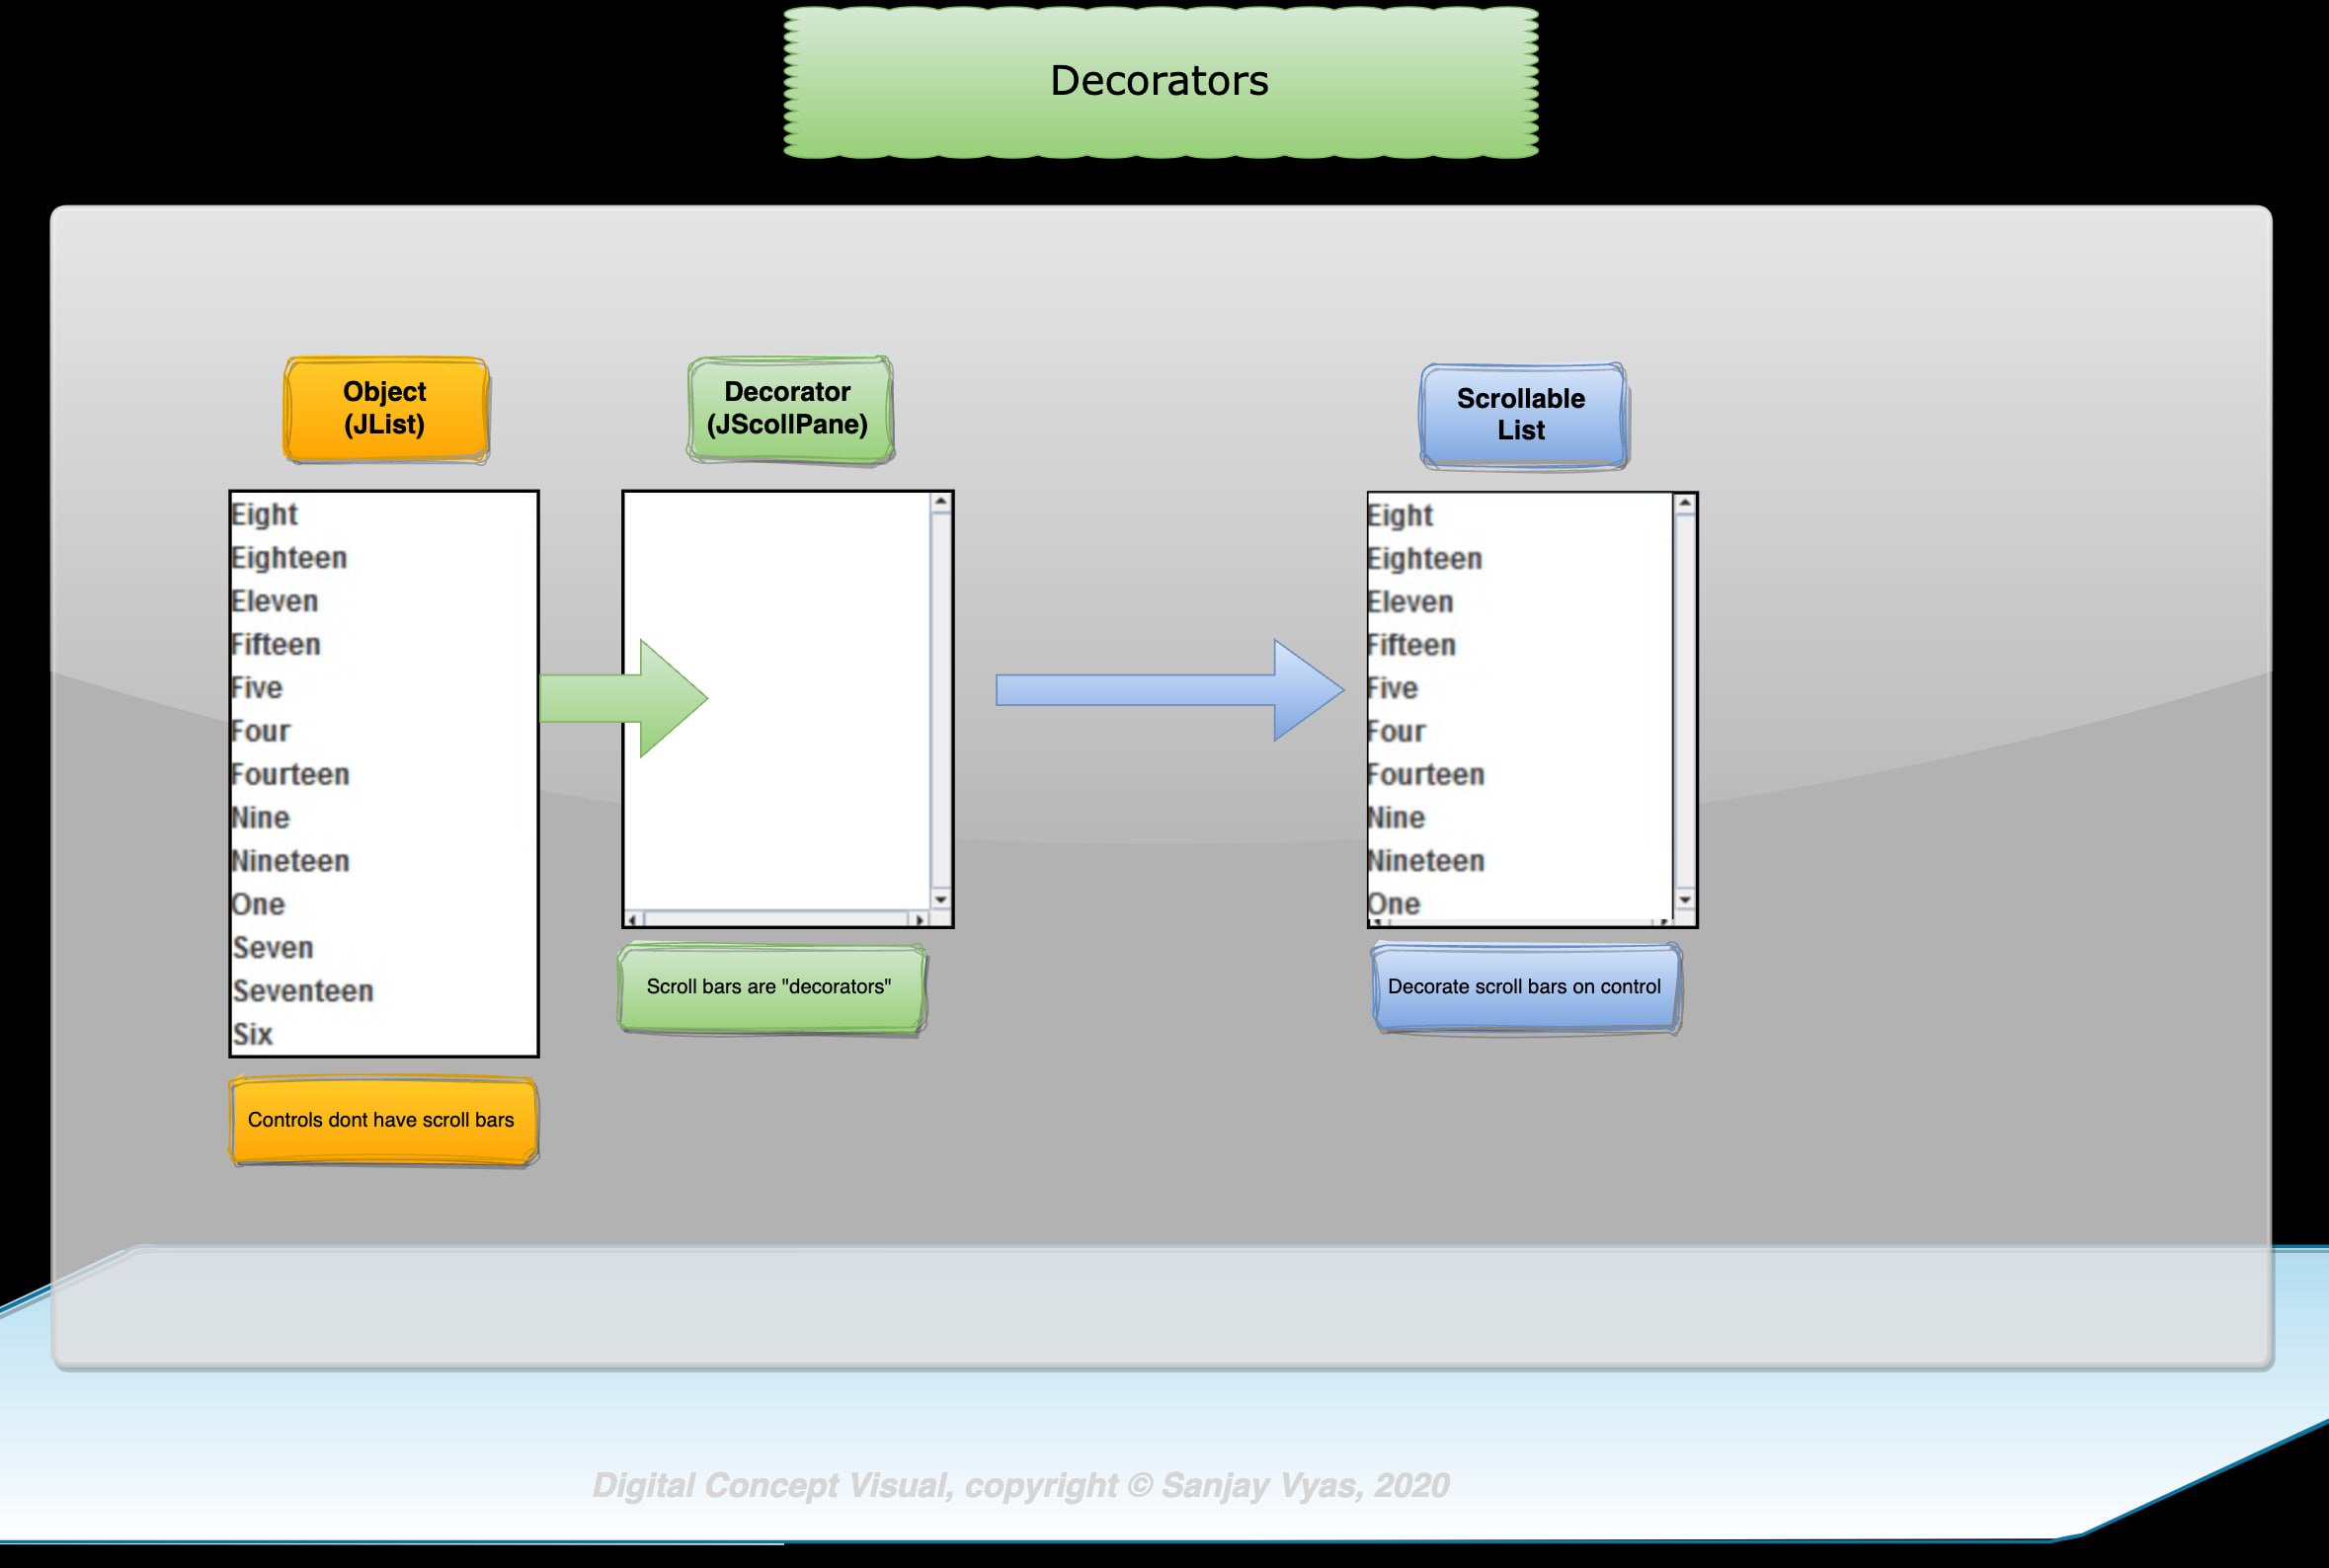 Decorators
Object
(JList)
Eight
Eighteen
Eleven
Fifteen
Five
Four
Fourteen
Nine
Nineteen
One
Seven
Seventeen
Six
Controls dont have scroll bars
Decorator
(JScollPane)
Scroll bars are "decorators"
Scrollable
List
Eight
Eighteen
Eleven
Fifteen
Five
Four
Fourteen
Nine
Nineteen
One
Decorate scroll bars on control
Digital Concept Visual, copyright © Sanjay Vyas, 2020